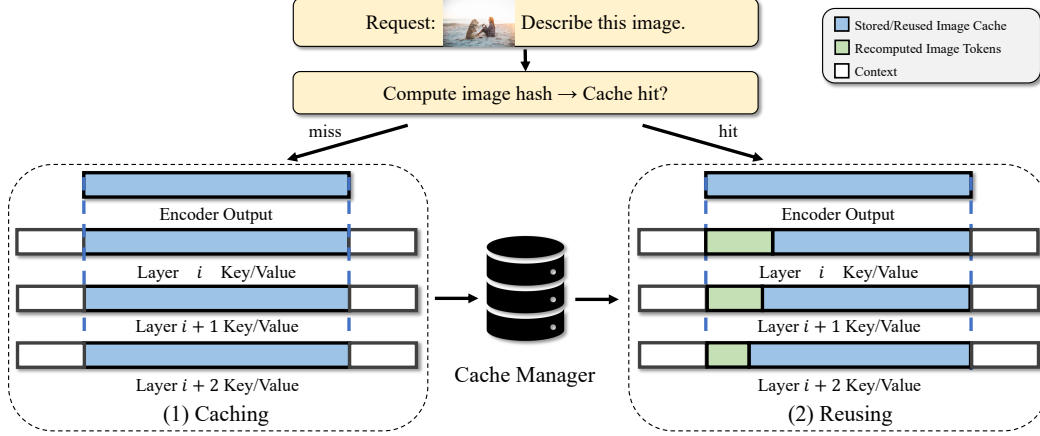 Request: Describe this image.
Stored/Reused Image Cache
Recomputed Image Tokens
Context
Compute image hash → Cache hit?
miss
hit
Encoder Output
Layer i Key/Value
Layer i + 1 Key/Value
Layer i + 2 Key/Value
(1) Caching
Cache Manager
Encoder Output
Layer i Key/Value
Layer i + 1 Key/Value
Layer i + 2 Key/Value
(2) Reusing